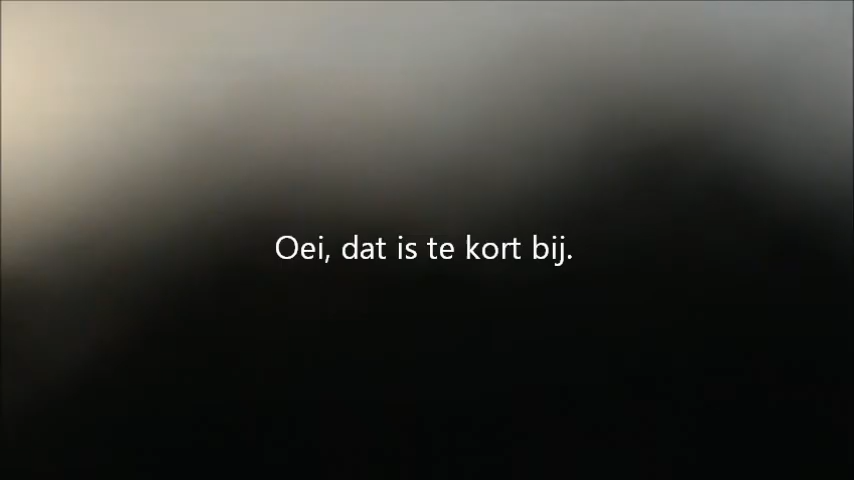 Oei, dat is te kort bij.